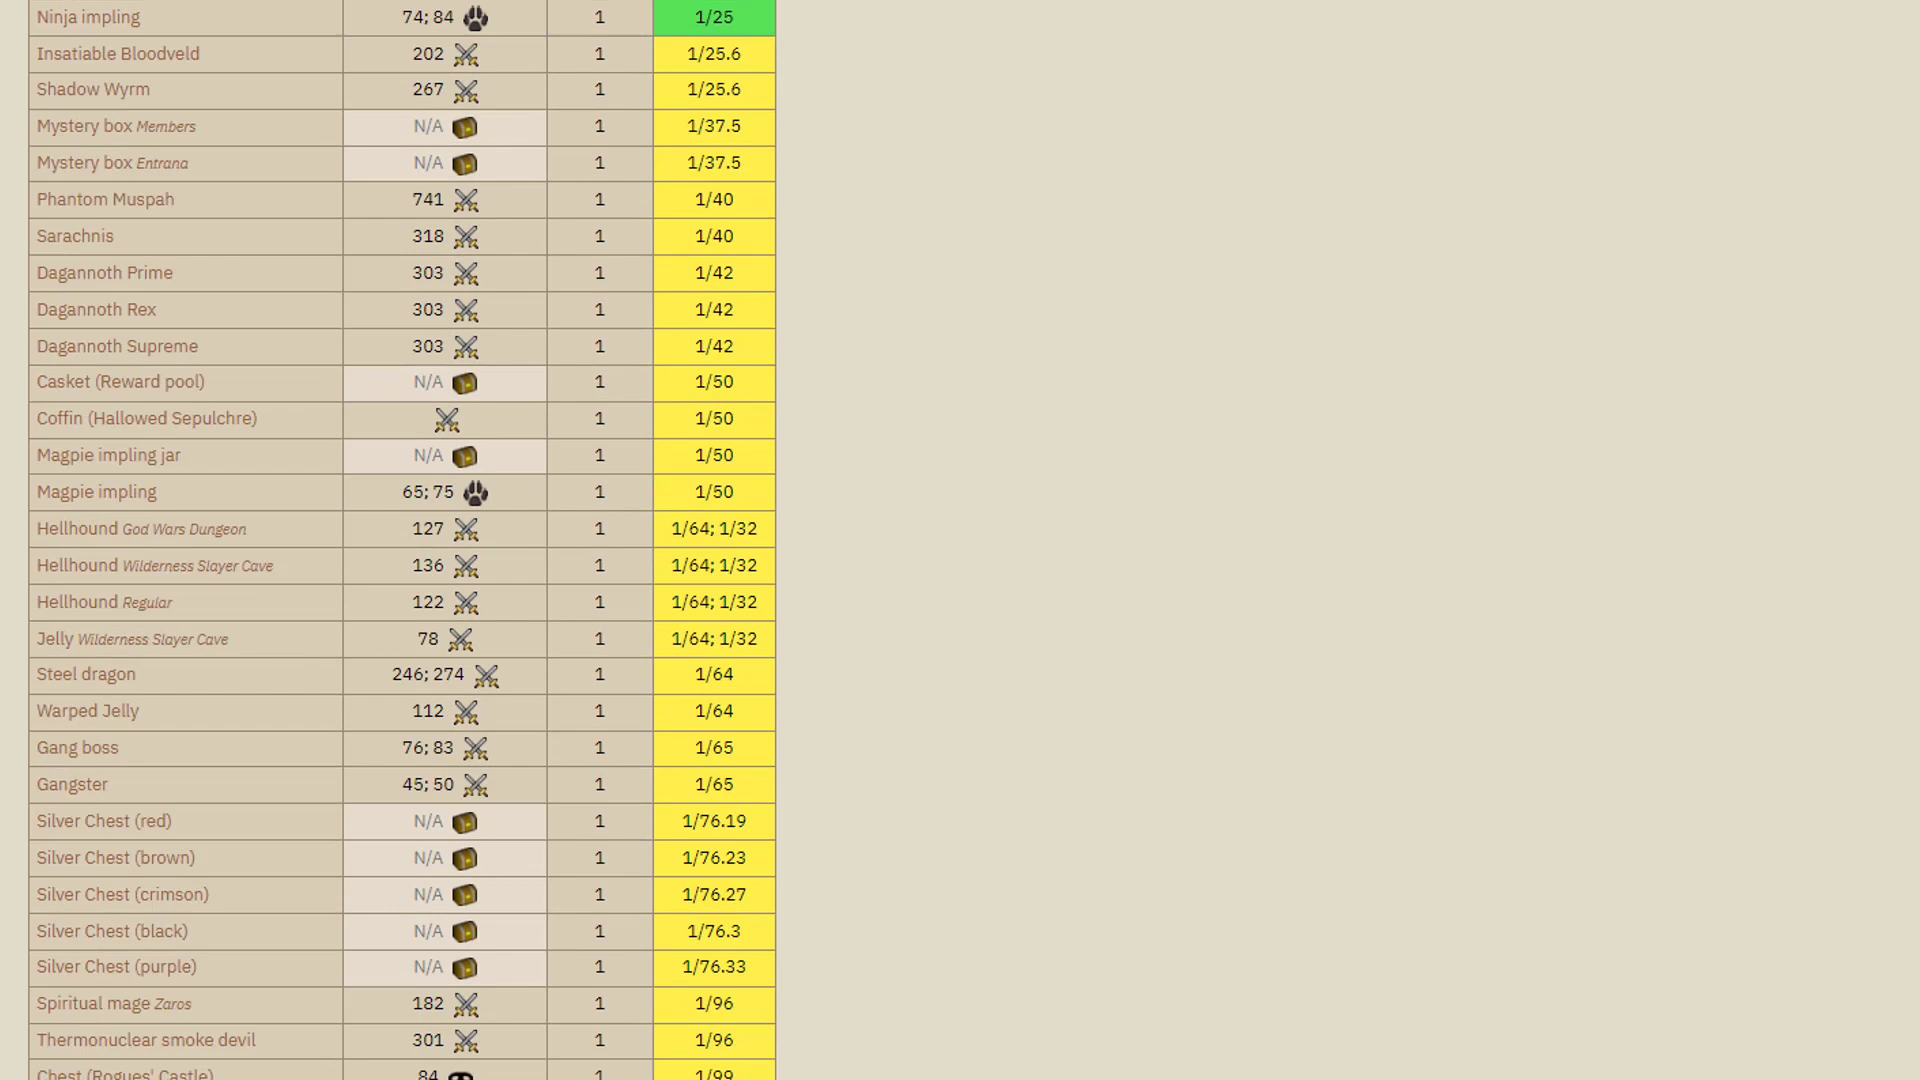 Ninja impling 74; 84 1 1/25
Insatiable Bloodveld 202 1 1/25.6
Shadow Wyrm 267 1 1/25.6
Mystery box Members N/A 1 1/37.5
Mystery box Entrana N/A 1 1/37.5
Phantom Muspah 741 1 1/40
Sarachnis 318 1 1/40
Dagannoth Prime 303 1 1/42
Dagannoth Rex 303 1 1/42
Dagannoth Supreme 303 1 1/42
Casket (Reward pool) N/A 1 1/50
Coffin (Hallowed Sepulchre) 1 1/50
Magpie impling jar N/A 1 1/50
Magpie impling 65; 75 1 1/50
Hellhound God Wars Dungeon 127 1 1/64; 1/32
Hellhound Wilderness Slayer Cave 136 1 1/64; 1/32
Hellhound Regular 122 1 1/64; 1/32
Jelly Wilderness Slayer Cave 78 1 1/64; 1/32
Steel dragon 246; 274 1 1/64
Warped Jelly 112 1 1/64
Gang boss 76; 83 1 1/65
Gangster 45; 50 1 1/65
Silver Chest (red) N/A 1 1/76.19
Silver Chest (brown) N/A 1 1/76.23
Silver Chest (crimson) N/A 1 1/76.27
Silver Chest (black) N/A 1 1/76.3
Silver Chest (purple) N/A 1 1/76.33
Spiritual mage Zaros 182 1 1/96
Thermonuclear smoke devil 301 1 1/96
Chest (Rogues' Castle) 84 1 1/99